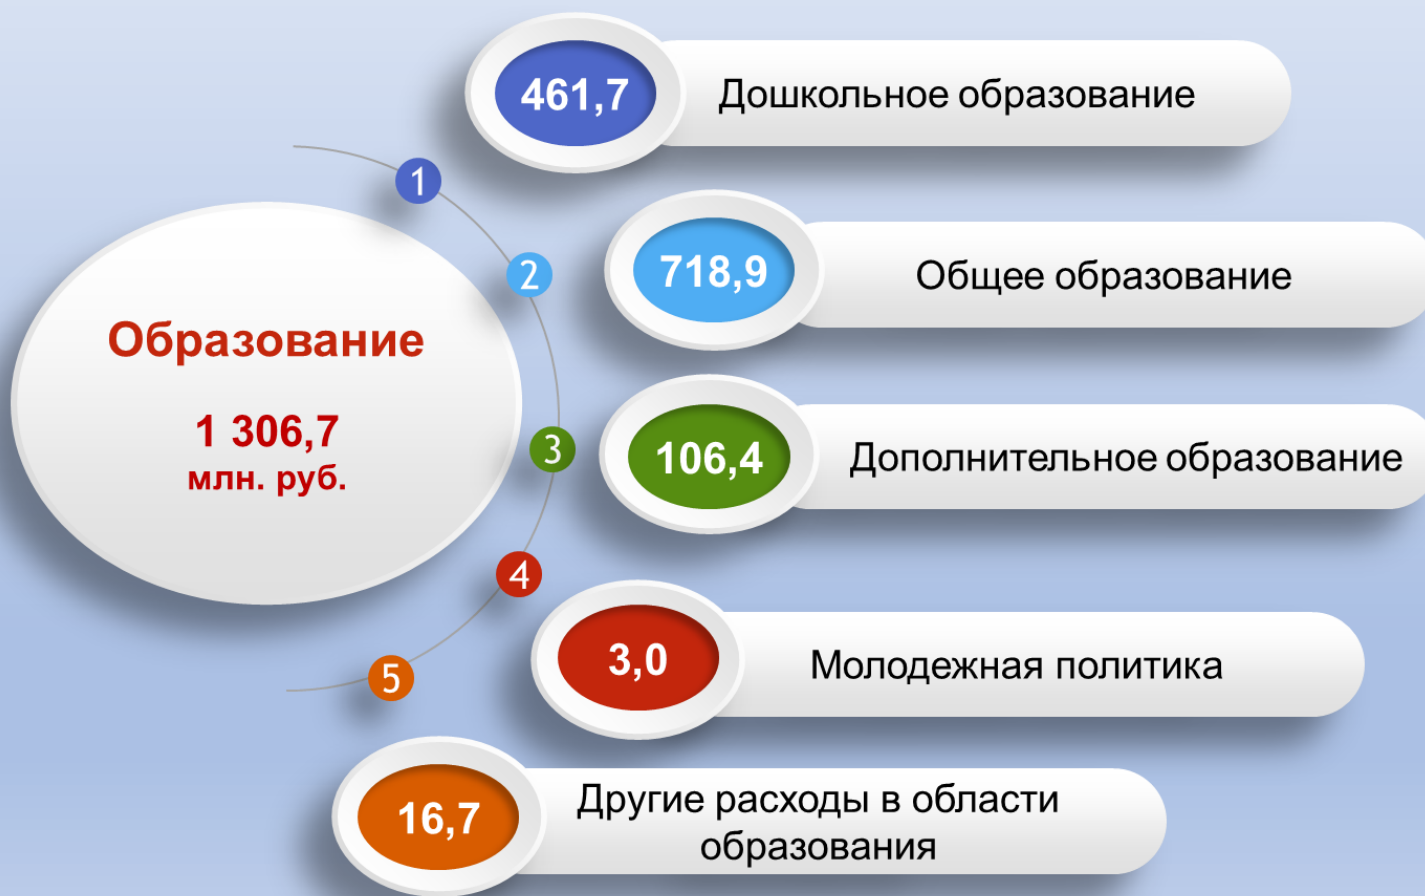 Образование
1 306,7
млн. руб.
1
461,7
Дошкольное образование
2
718,9
Общее образование
3
106,4
Дополнительное образование
4
3,0
Молодежная политика
5
16,7
Другие расходы в области
образования